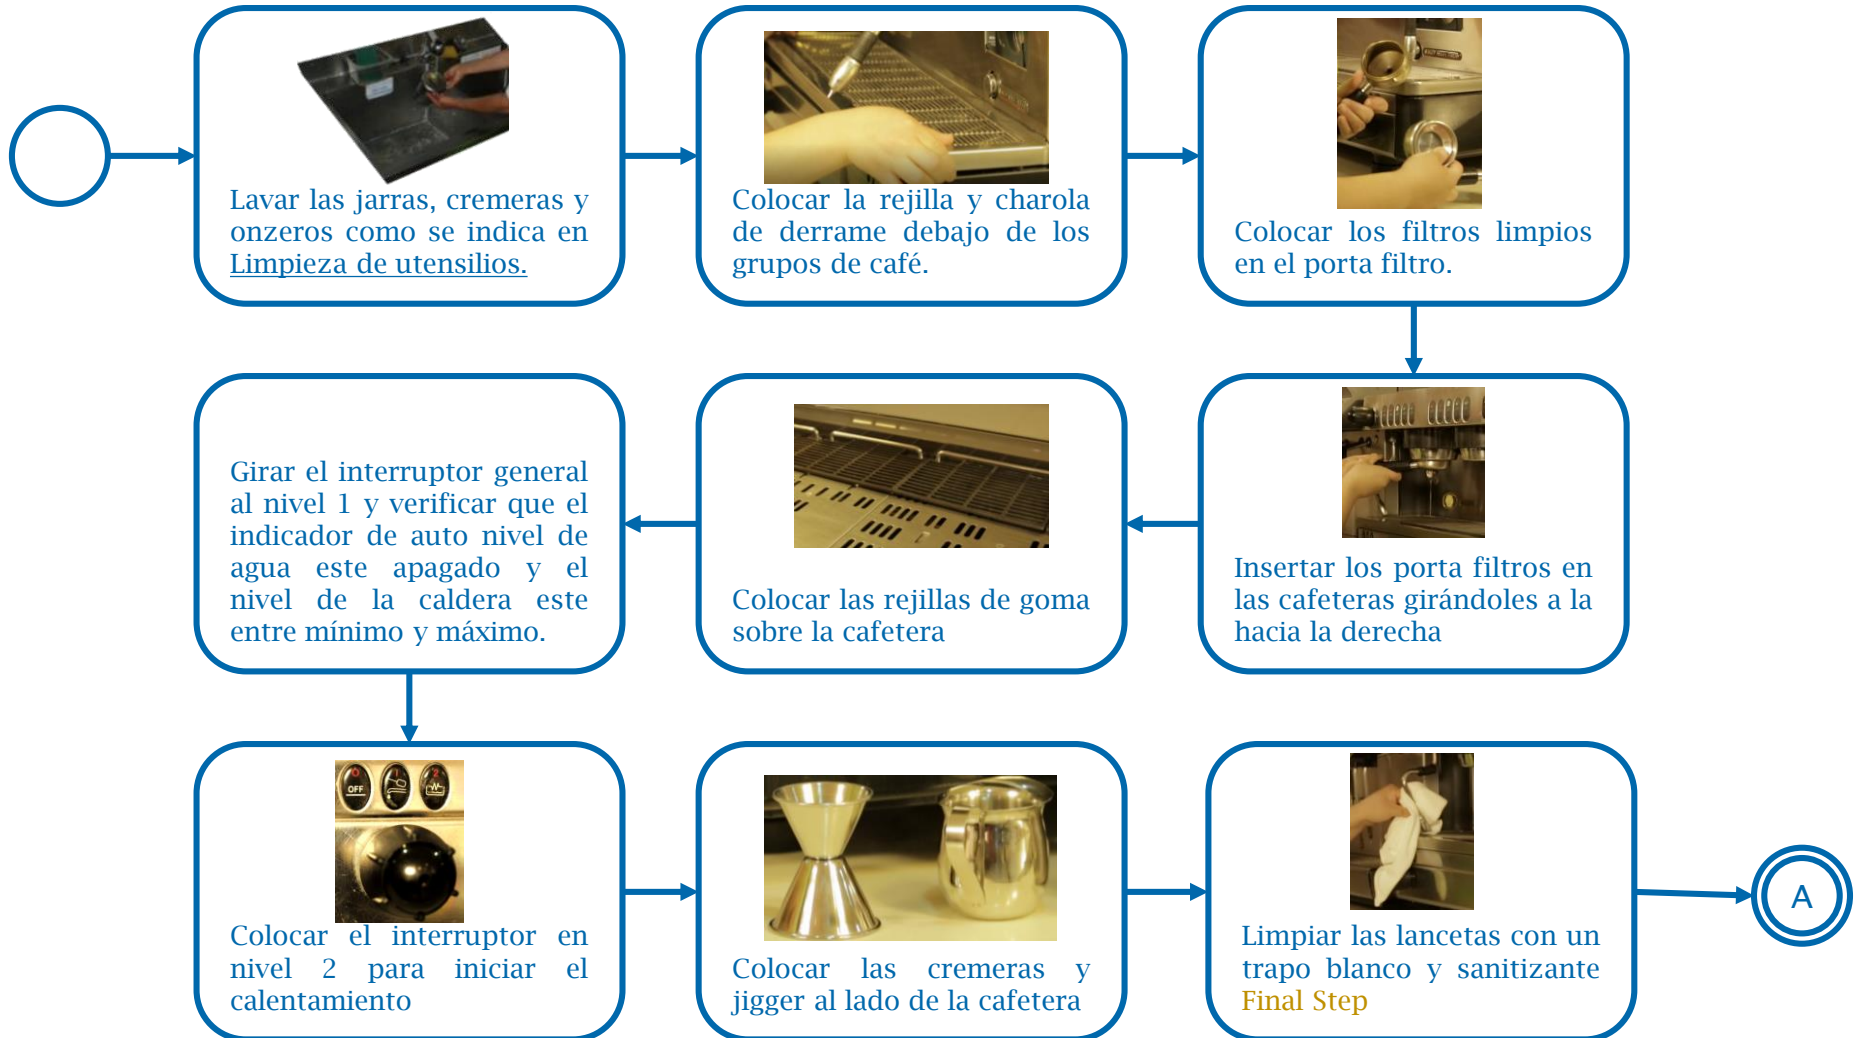 Lavar las jarras, cremeras y
onzeros como se indica en
Limpieza de utensilios.
Colocar la rejilla y charola
de derrame debajo de los
grupos de café.
Colocar los filtros limpios
en el porta filtro.
Insertar los porta filtros en
las cafeteras girándoles a la
hacia la derecha
Colocar las rejillas de goma
sobre la cafetera
Girar el interruptor general
al nivel 1 y verificar que el
indicador de auto nivel de
agua este apagado y el
nivel de la caldera este
entre mínimo y máximo.
0 1 2
OFF
Colocar el interruptor en
nivel 2 para iniciar el
calentamiento
Colocar las cremeras y
jigger al lado de la cafetera
Limpiar las lancetas con un
trapo blanco y sanitizante
Final Step
A